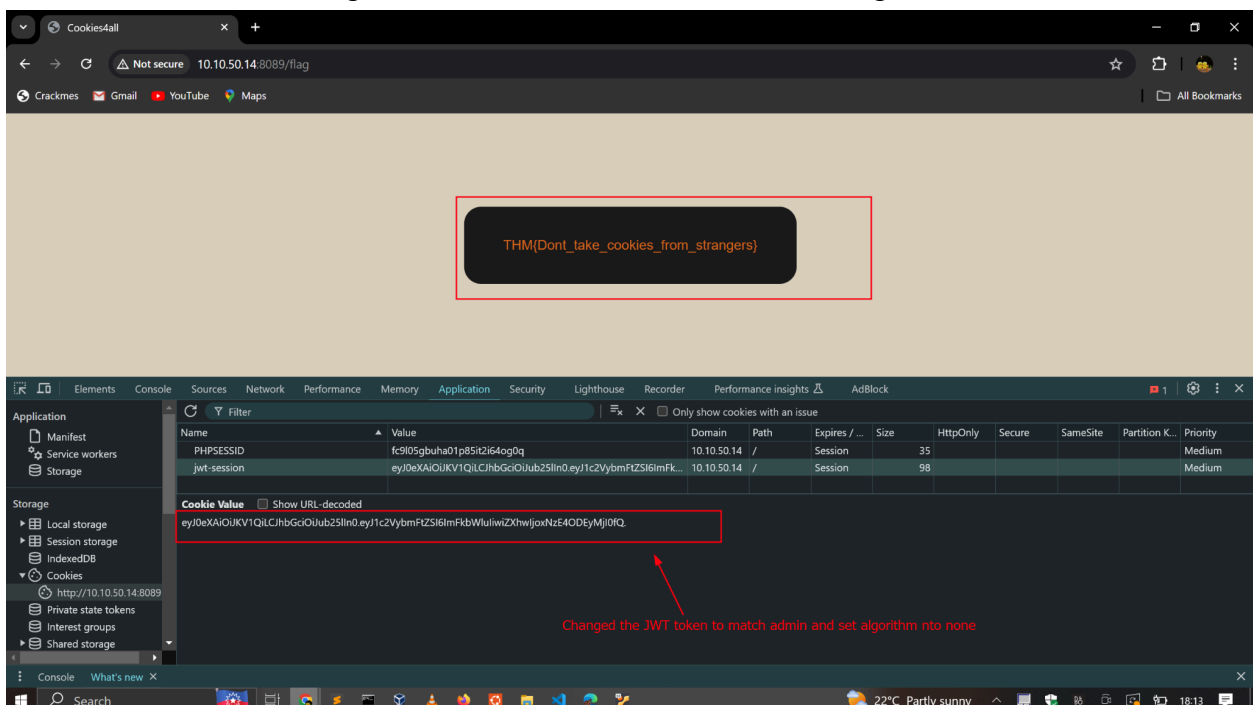 Cookies4all
Not secure 10.10.50.14:8089/flag
Crackmes Gmail YouTube Maps All Bookmarks
THM{Dont_take_cookies_from_strangers}
Elements Console Sources Network Performance Memory Application Security Lighthouse Recorder Performance insights AdBlock 1
Application
Manifest
Service workers
Storage
Storage
Local storage
Session storage
IndexedDB
Cookies
http://10.10.50.14:8089
Private state tokens
Interest groups
Shared storage
Filter Only show cookies with an issue
Name Value Domain Path Expires / ... Size HttpOnly Secure SameSite Partition K... Priority
PHPSESSID fc9l05gbuha01p85it2i64og0q 10.10.50.14 / Session 35 Medium
jwt-session eyJ0eXAiOiJKV1QiLCJhbGciOiJub25lIn0.eyJ1c2VybmFtZSI6ImFk... 10.10.50.14 / Session 98 Medium
Cookie Value Show URL-decoded
eyJ0eXAiOiJKV1QiLCJhbGciOiJub25lIn0.eyJ1c2VybmFtZSI6ImFkbWluIiwiZXhwIjoxNzE4ODEyMjI0fQ.
Changed the JWT token to match admin and set algorithm nto none
Console What's new
Search 22°C Partly sunny 18:13